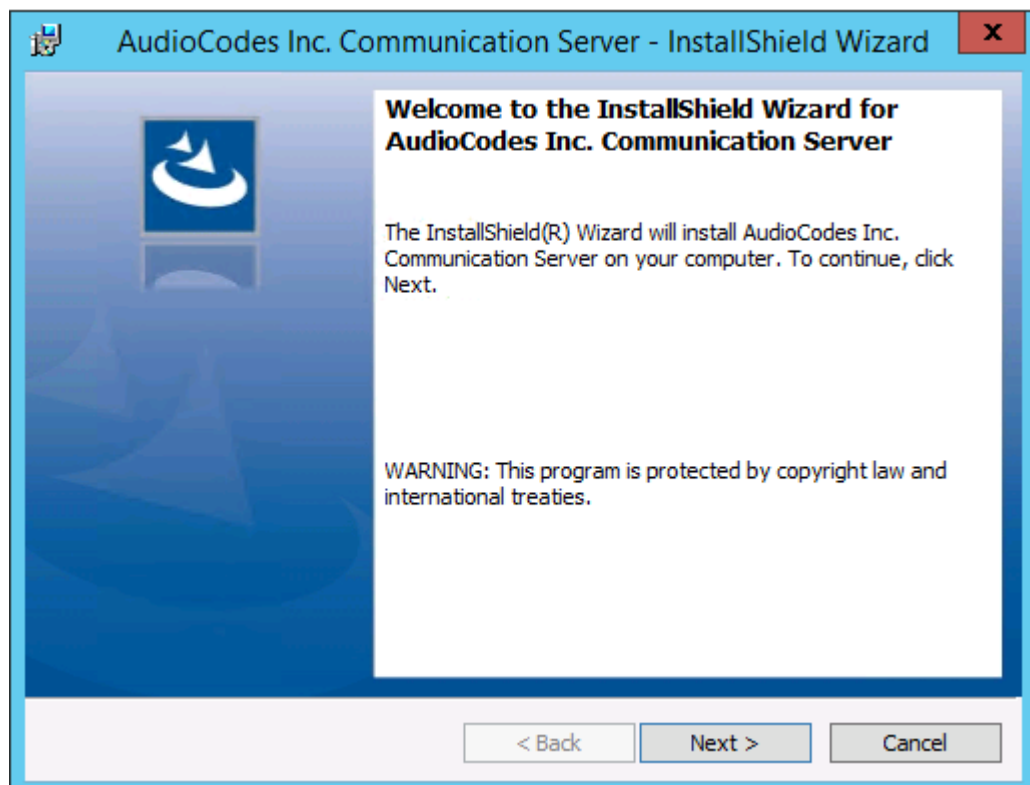 AudioCodes Inc. Communication Server - InstallShield Wizard
x
Welcome to the InstallShield Wizard for
AudioCodes Inc. Communication Server
The InstallShield(R) Wizard will install AudioCodes Inc.
Communication Server on your computer. To continue, click
Next.
WARNING: This program is protected by copyright law and
international treaties.
< Back
Next >
Cancel